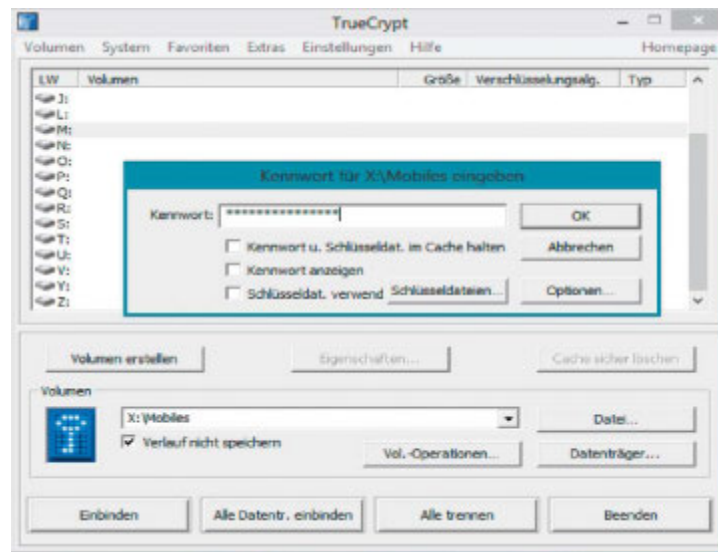 TrueCrypt
Volumen System Favoriten Extras Einstellungen Hilfe Homepage
LW Volumen Größe Verschlüsselungsalg. Typ
J:
L:
M:
N:
O:
P:
Q:
R:
S:
T:
U:
V:
Y:
Z:
Kennwort für X:\Mobiles eingeben
Kennwort: ***************
OK
Kennwort u. Schlüsseldat. im Cache halten
Abbrechen
Kennwort anzeigen
Schlüsseldat. verwend Schlüsseldateien...
Optionen...
Volumen erstellen Eigenschaften... Cache sicher löschen
Volumen
X:\Mobiles Datei...
Verlauf nicht speichern
Vol.-Operationen... Datenträger...
Einbinden Alle Datentr. einbinden Alle trennen Beenden